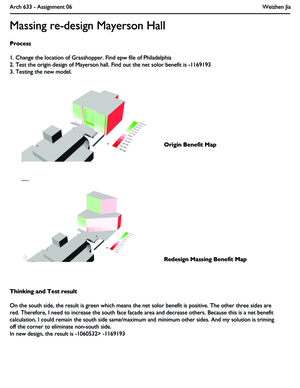 Arch 633 - Assignment 06
Weizhen Jia
Massing re-design Mayerson Hall
Process
1. Change the location of Grasshopper. Find epw file of Philadelphia
2. Test the origin design of Mayerson hall. Find out the net solor benefit is -1169193
3. Testing the new model.
Origin Benefit Map
Redesign Massing Benefit Map
Thinking and Test result
On the south side, the result is green which means the net solor benefit is positive. The other three sides are
red. Therefore, I need to increase the south face facade area and decrease others. Because this is a net benefit
calculation, I could remain the south side same/maximum and minimum other sides. And my solution is triming
off the corner to eliminate non-south side.
In new design, the result is -1060532> -1169193